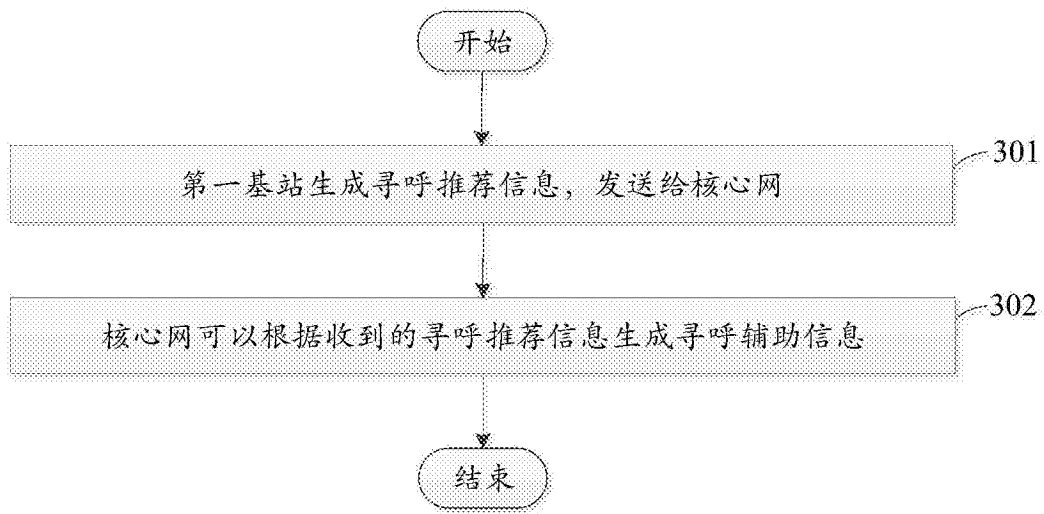 开始
第一基站生成寻呼推荐信息，发送给核心网
301
核心网可以根据收到的寻呼推荐信息生成寻呼辅助信息
302
结束